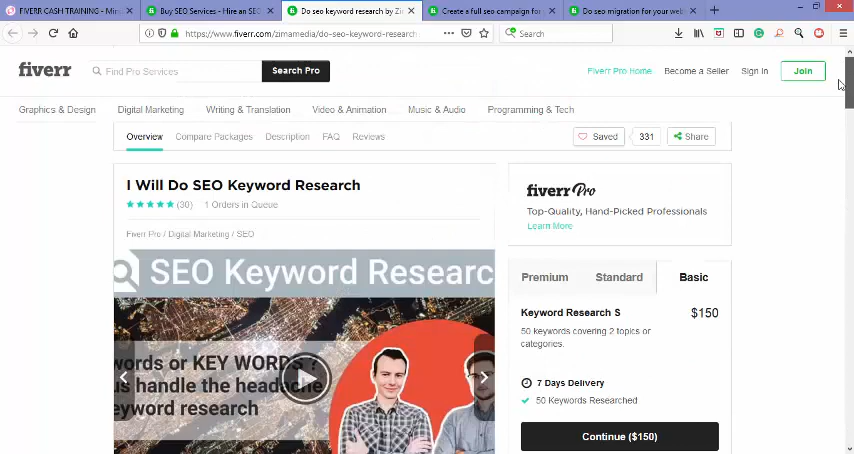 FIVERR CASH TRAINING - Min
Buy SEO Services - Hire an SEO
Do seo keyword research by Zim
Create a full seo campaign for
Do seo migration for your web
https://www.fiverr.com/zimamedia/do-seo-keyword-research
Search
fiverr
Find Pro Services
Search Pro
Fiverr Pro Home
Become a Seller
Sign In
Join
Graphics & Design
Digital Marketing
Writing & Translation
Video & Animation
Music & Audio
Programming & Tech
Overview
Compare Packages
Description
FAQ
Reviews
Saved
331
Share
I Will Do SEO Keyword Research
(30) 1 Orders in Queue
Fiverr Pro / Digital Marketing / SEO
SEO Keyword Researc
words or KEY WORDS ?
us handle the headache
eyword research
fiverr Pro
Top-Quality, Hand-Picked Professionals
Learn More
Premium
Standard
Basic
Keyword Research S
$150
50 keywords covering 2 topics or
categories.
7 Days Delivery
50 Keywords Researched
Continue ($150)